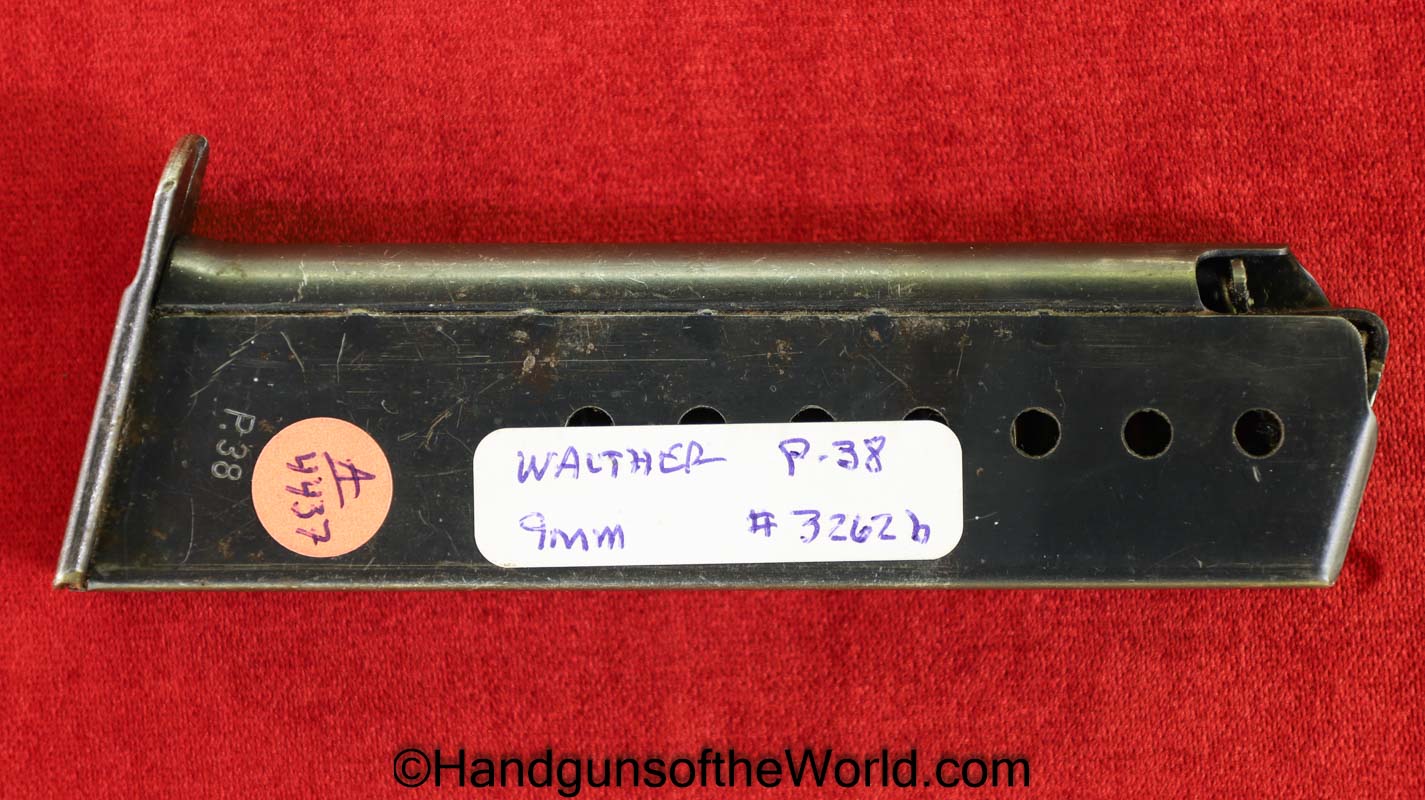 P.38
A
4437
WALTHER P-38
9mm #3262b
©HandgunsoftheWorld.com